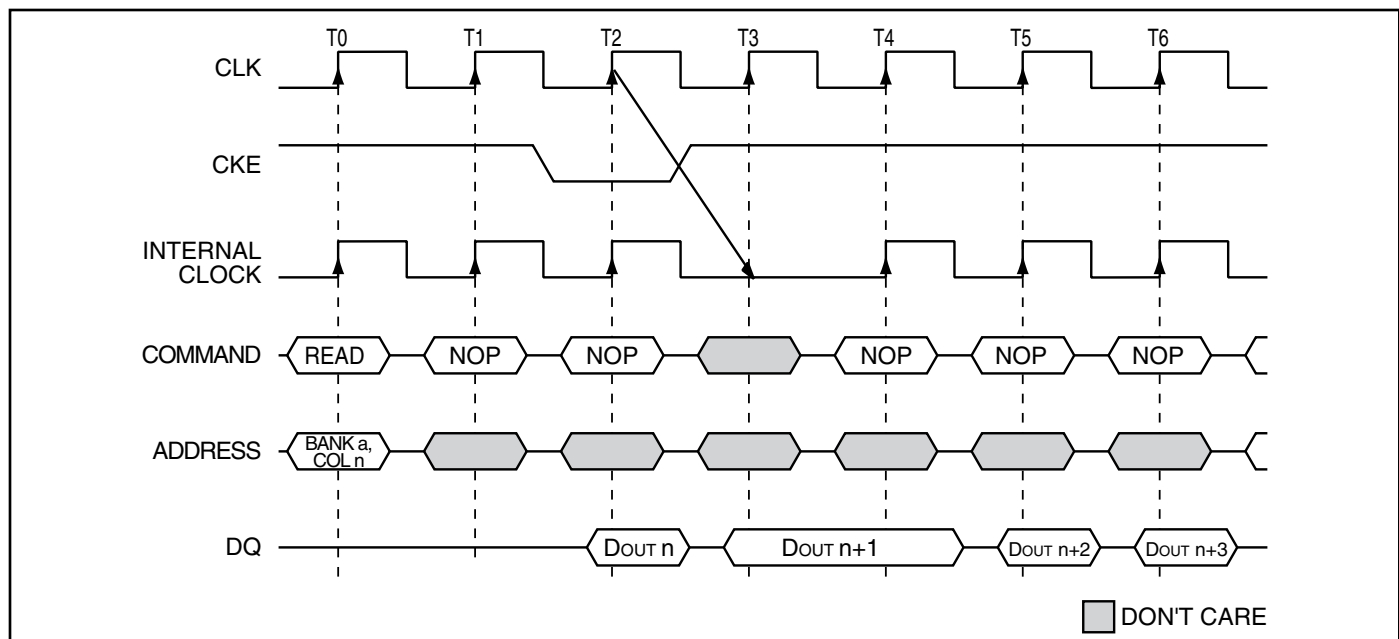 T0 T1 T2 T3 T4 T5 T6
CLK
CKE
INTERNAL
CLOCK
COMMAND READ NOP NOP NOP NOP NOP
ADDRESS BANK a,
COL n
DQ DOUT n DOUT n+1 DOUT n+2 DOUT n+3
DON'T CARE